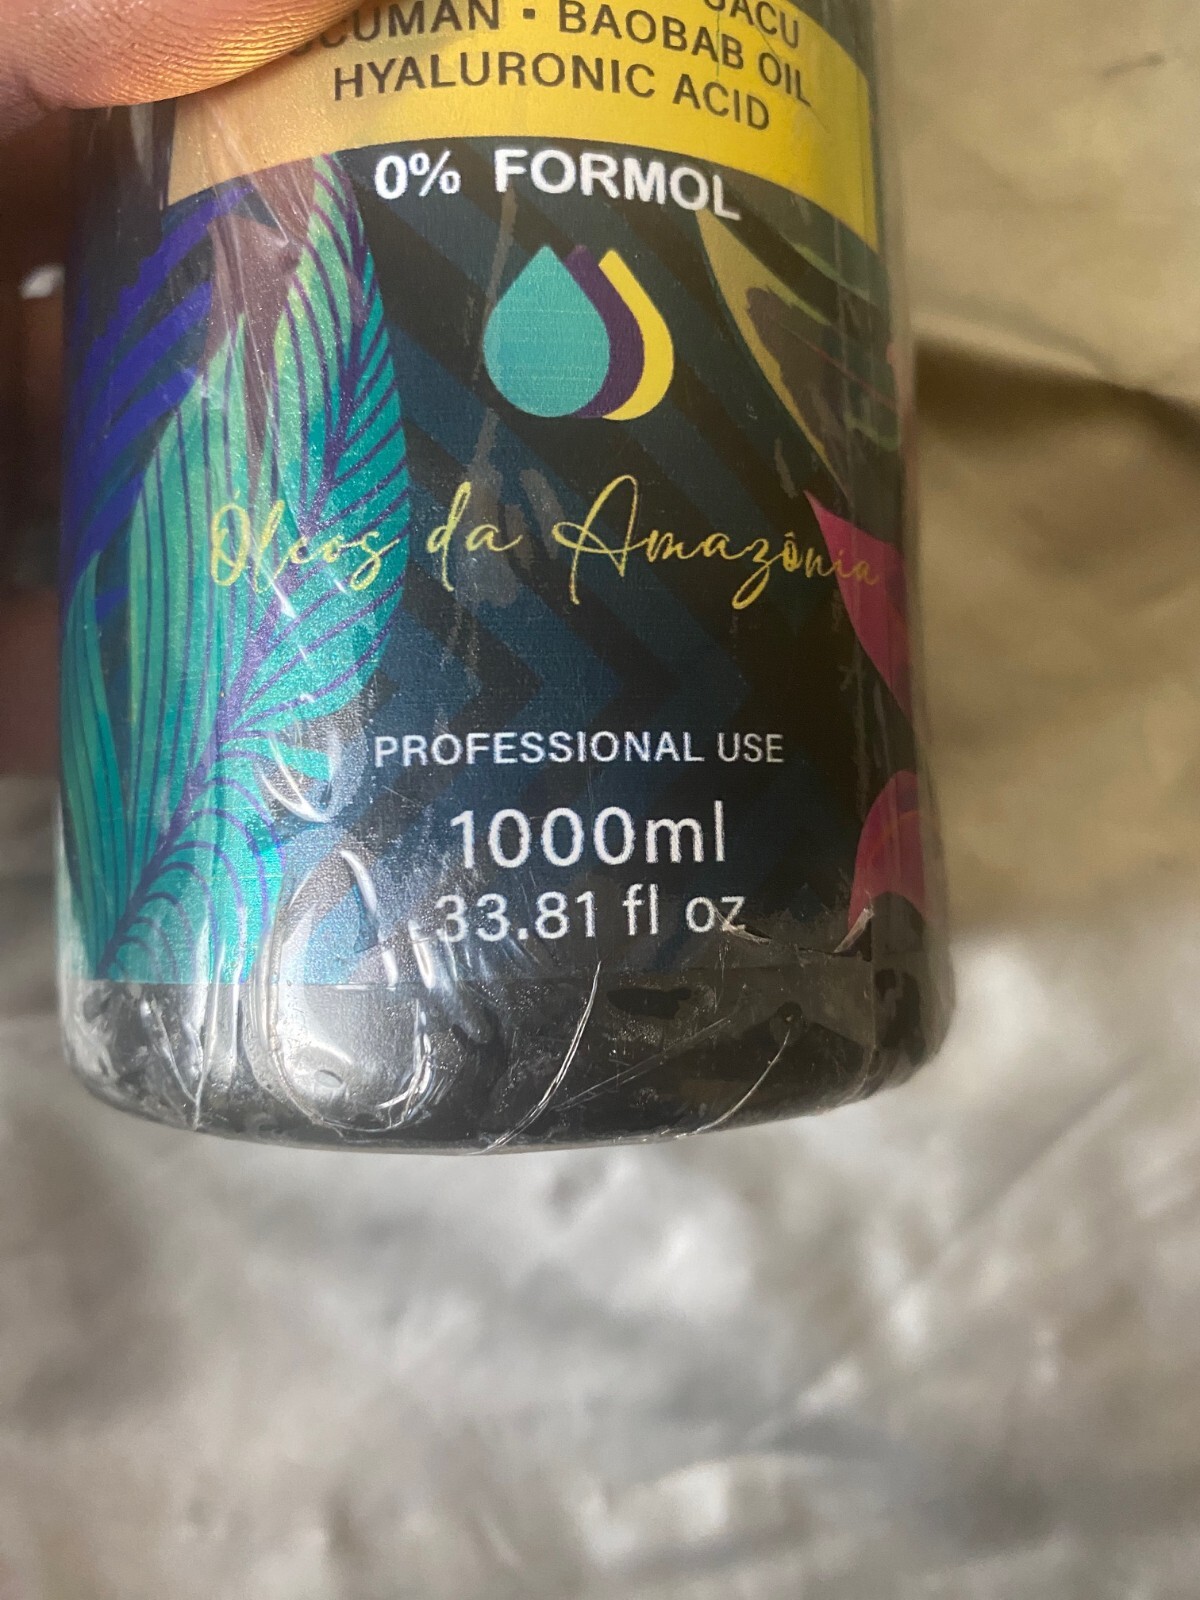 BAOBAB OIL
HYALURONIC ACID
0% FORMOL
Óleos da Amazônia
PROFESSIONAL USE
1000ml
33.81 fl oz